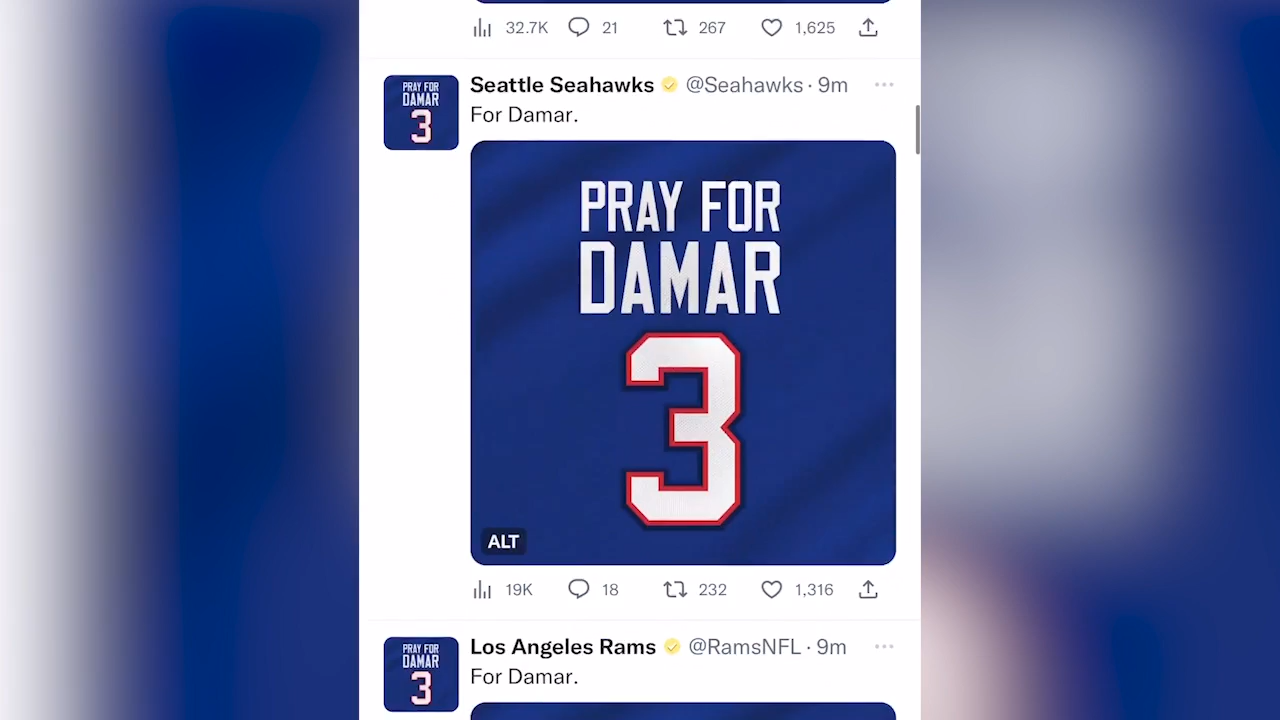 32.7K 21 267 1,625
PRAY FOR
DAMAR
3
Seattle Seahawks @Seahawks · 9m
For Damar.
PRAY FOR
DAMAR
3
ALT
19K 18 232 1,316
PRAY FOR
DAMAR
3
Los Angeles Rams @RamsNFL · 9m
For Damar.